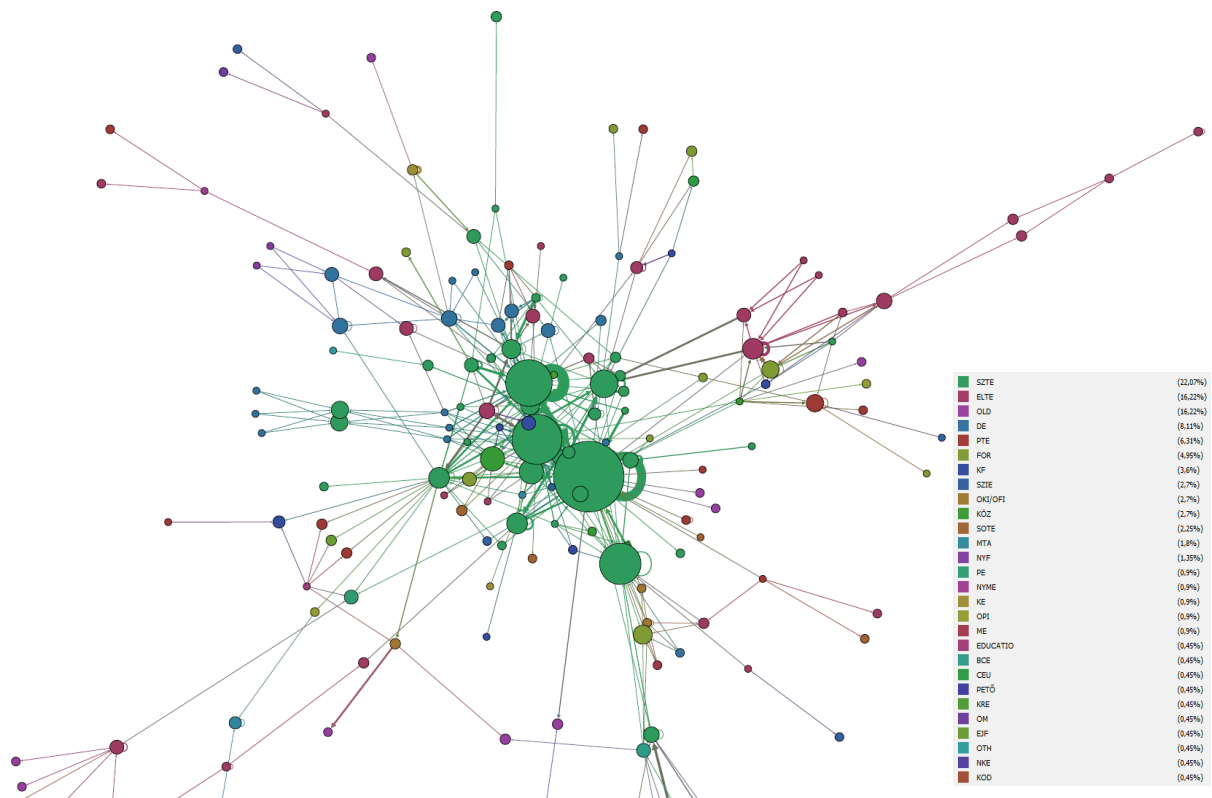 SZTE (22,07%)
ELTE (16,22%)
OLD (16,22%)
DE (8,11%)
PTE (6,31%)
FOR (4,95%)
KF (3,6%)
SZIE (2,7%)
OKI/OFI (2,7%)
KÖZ (2,7%)
SOTE (2,25%)
MTA (1,8%)
NYF (1,35%)
PE (0,9%)
NYME (0,9%)
KE (0,9%)
OPI (0,9%)
ME (0,9%)
EDUCATIO (0,45%)
BCE (0,45%)
CEU (0,45%)
PETŐ (0,45%)
KRE (0,45%)
OM (0,45%)
EJF (0,45%)
OTH (0,45%)
NKE (0,45%)
KOD (0,45%)